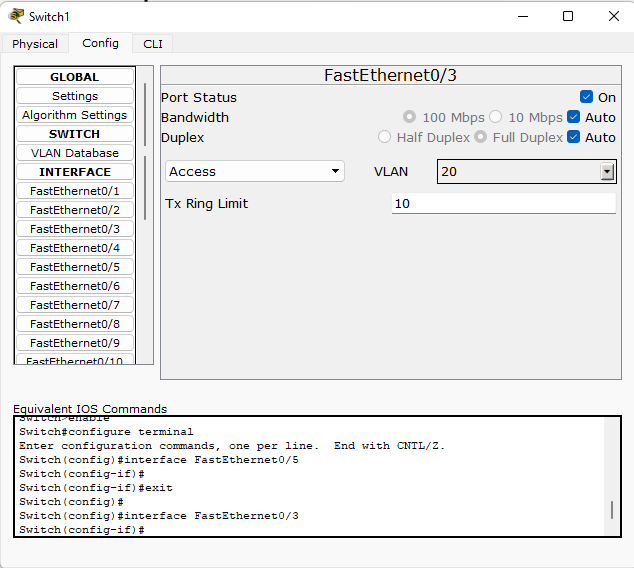 Switch1
Physical Config CLI
GLOBAL
Settings
Algorithm Settings
SWITCH
VLAN Database
INTERFACE
FastEthernet0/1
FastEthernet0/2
FastEthernet0/3
FastEthernet0/4
FastEthernet0/5
FastEthernet0/6
FastEthernet0/7
FastEthernet0/8
FastEthernet0/9
FastEthernet0/10
FastEthernet0/3
Port Status On
Bandwidth 100 Mbps 10 Mbps Auto
Duplex Half Duplex Full Duplex Auto
Access VLAN 20
Tx Ring Limit 10
Equivalent IOS Commands
Switch>enable
Switch#configure terminal
Enter configuration commands, one per line.  End with CNTL/Z.
Switch(config)#interface FastEthernet0/5
Switch(config-if)#
Switch(config-if)#exit
Switch(config)#
Switch(config)#interface FastEthernet0/3
Switch(config-if)#